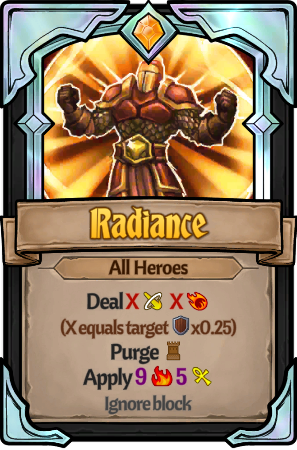 Radiance
All Heroes
Deal X X
(X equals target x0.25)
Purge
Apply 9 5
Ignore block